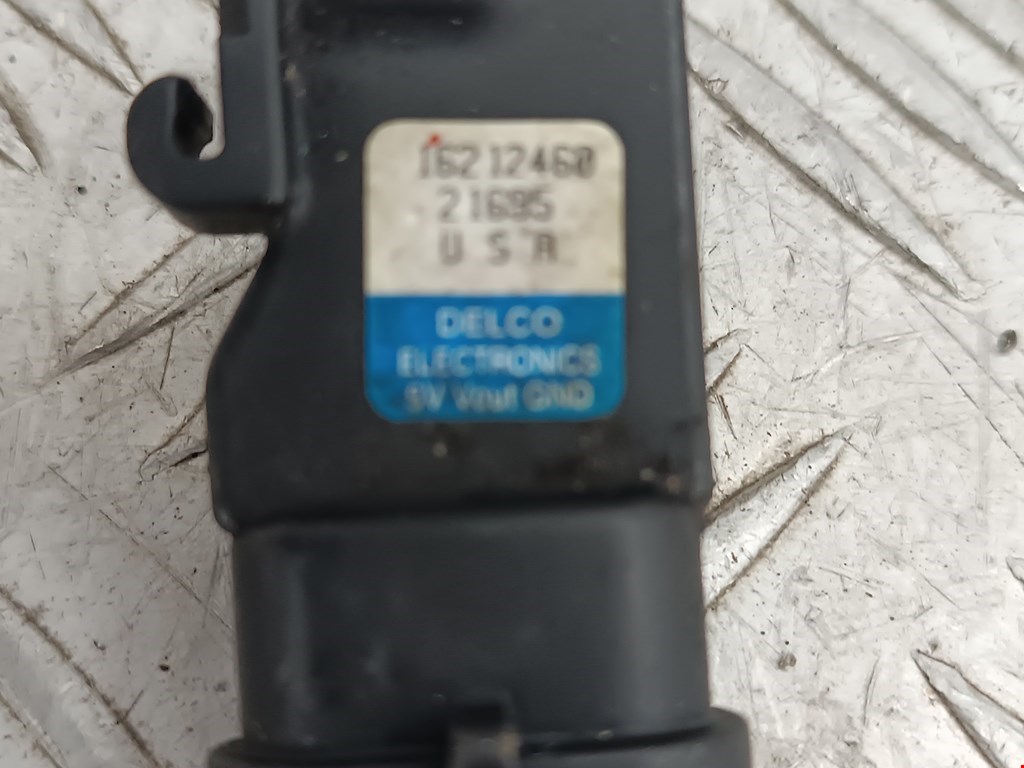 16212460
21695
U S A
DELCO
ELECTRONICS
5V Vout GND